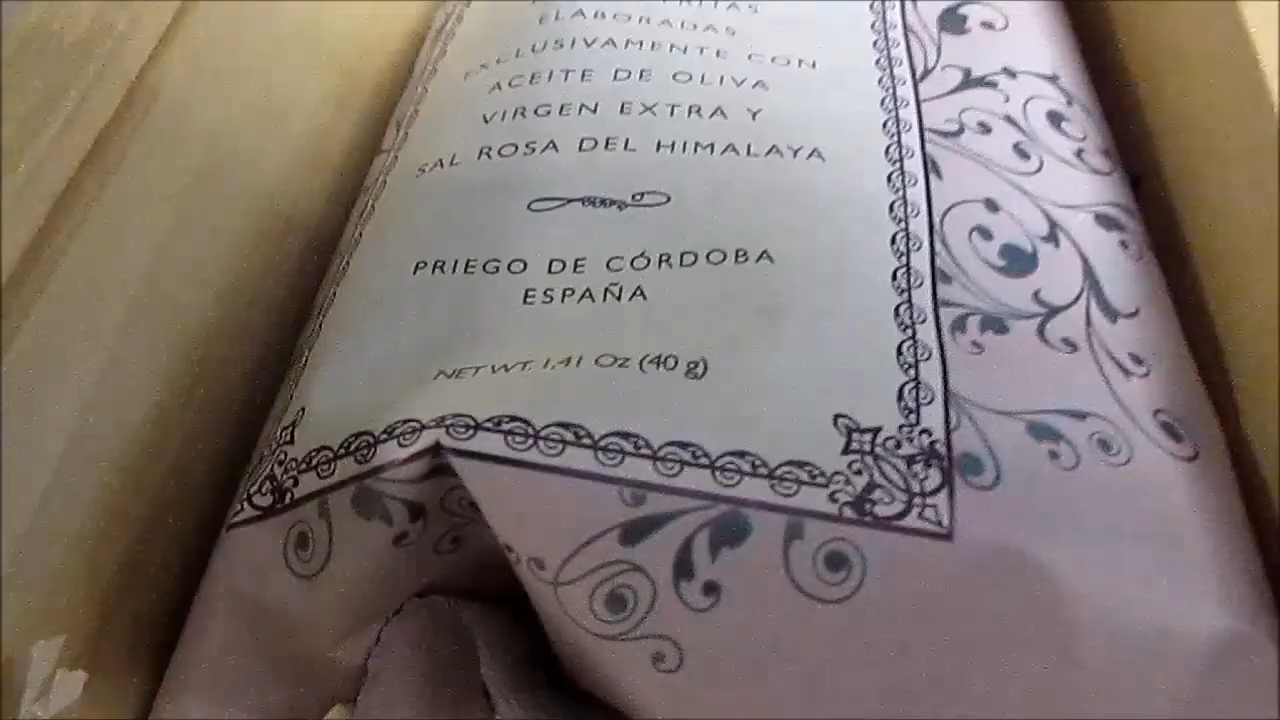 ELABORADAS
EXCLUSIVAMENTE CON
ACEITE DE OLIVA
VIRGEN EXTRA Y
SAL ROSA DEL HIMALAYA
PRIEGO DE CÓRDOBA
ESPAÑA
NET WT. 1,41 Oz (40 g)